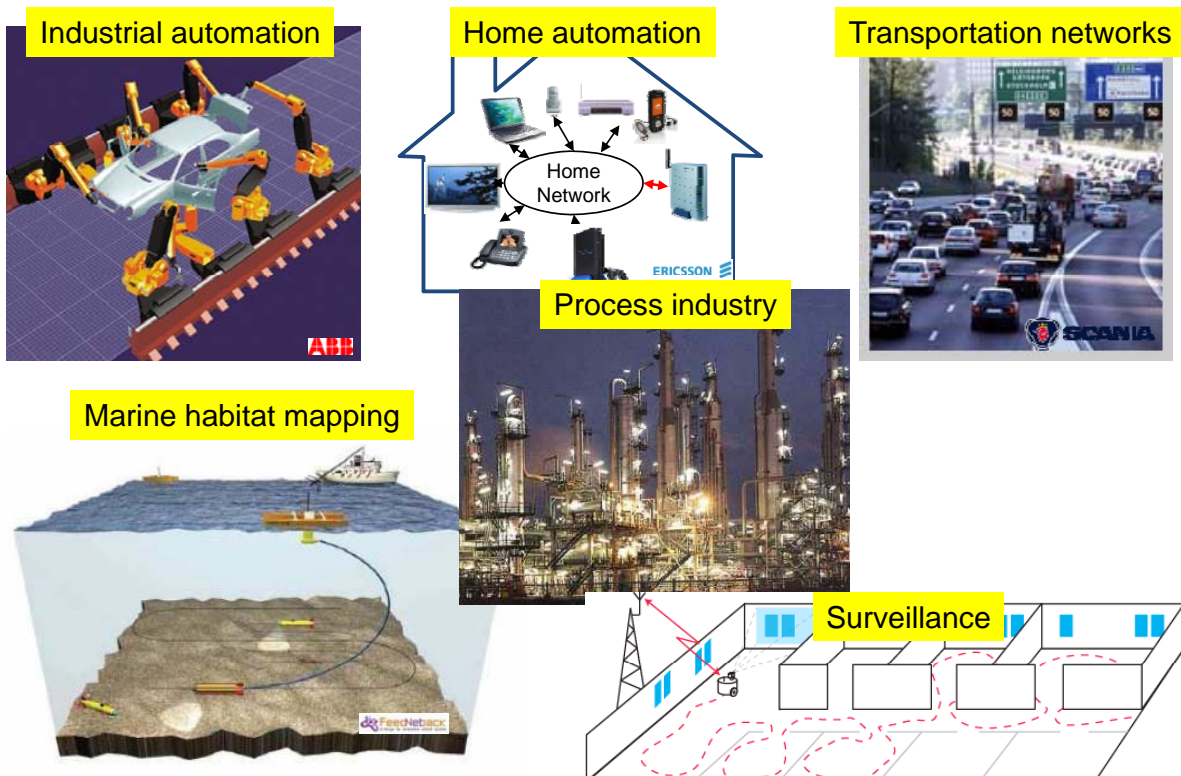 Industrial automation
Home automation
Transportation networks
Home
Network
ERICSSON
50
50
50
Process industry
ABB
SCANIA
Marine habitat mapping
Surveillance
FeedNetback